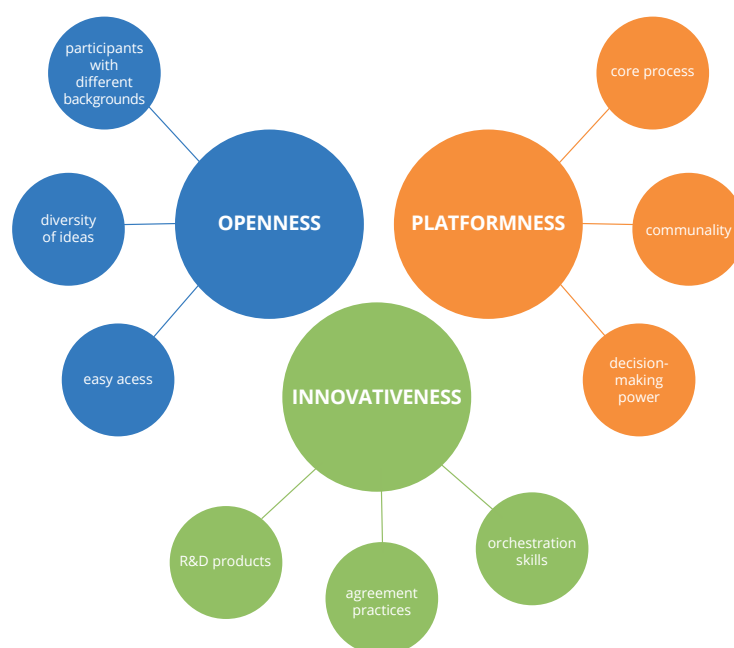 participants
with
different
backgrounds
OPENNESS
diversity
of ideas
easy acess
core process
PLATFORMNESS
communality
decision-
making
power
INNOVATIVENESS
R&D products
agreement
practices
orchestration
skills